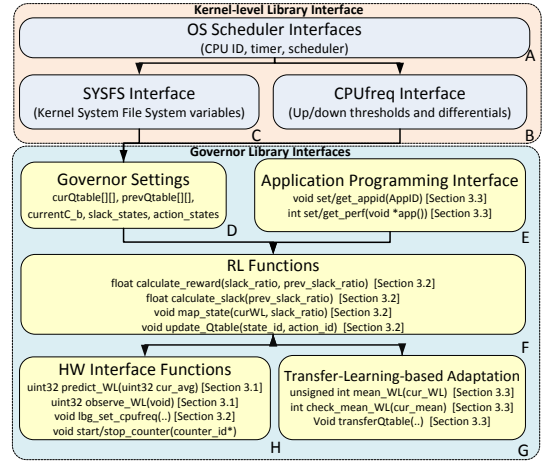 Kernel-level Library Interface
OS Scheduler Interfaces
(CPU ID, timer, scheduler)
A
SYSFS Interface
(Kernel System File System variables)
C
CPUfreq Interface
(Up/down thresholds and differentials)
B
Governor Library Interfaces
Governor Settings
curQtable[][], prevQtable[][],
currentC_b, slack_states, action_states
D
Application Programming Interface
void set/get_appid(AppID) [Section 3.3]
int set/get_perf(void *app()) [Section 3.3]
E
RL Functions
float calculate_reward(slack_ratio, prev_slack_ratio) [Section 3.2]
float calculate_slack(prev_slack_ratio) [Section 3.2]
void map_state(curWL, slack_ratio) [Section 3.2]
void update_Qtable(state_id, action_id) [Section 3.2]
F
HW Interface Functions
uint32 predict_WL(uint32 cur_avg) [Section 3.1]
uint32 observe_WL(void) [Section 3.1]
void lbg_set_cpufreq(..) [Section 3.2]
void start/stop_counter(counter_id*)
H
Transfer-Learning-based Adaptation
unsigned int mean_WL(cur_WL) [Section 3.3]
int check_mean_WL(cur_mean) [Section 3.3]
Void transferQtable(..) [Section 3.3]
G